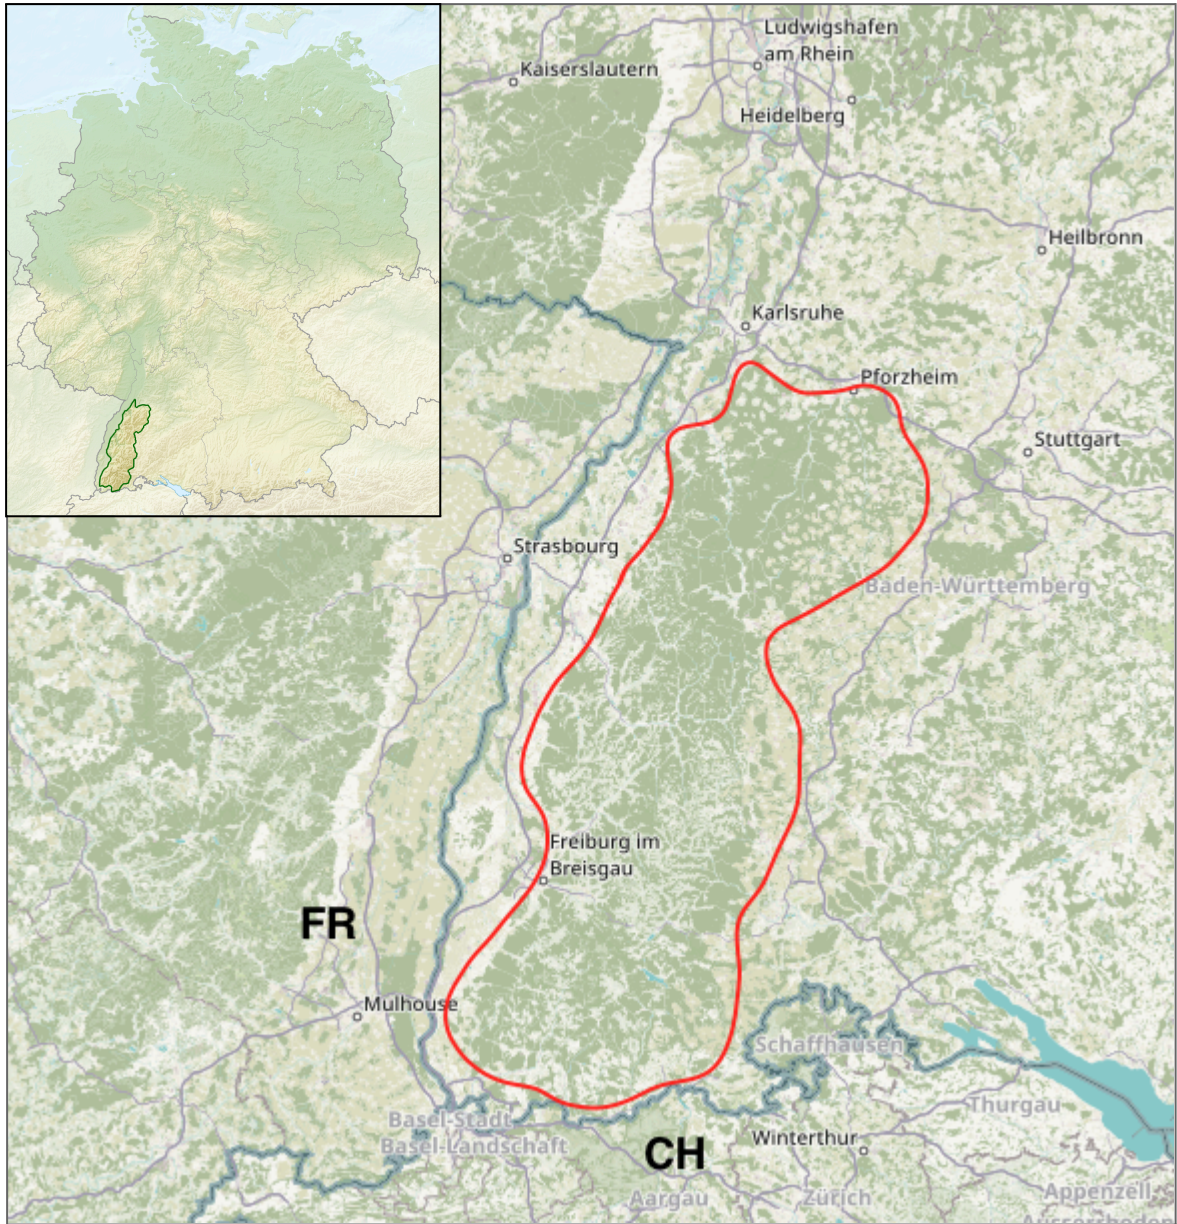 Ludwigshafen
am Rhein
Kaiserslautern
Heidelberg
Heilbronn
Karlsruhe
Pforzheim
Stuttgart
Strasbourg
Baden-Württemberg
Freiburg im
Breisgau
FR
Mulhouse
Schaffhausen
Basel-Stadt
Basel-Landschaft
Thurgau
CH
Winterthur
Aargau
Zürich
Appenzell